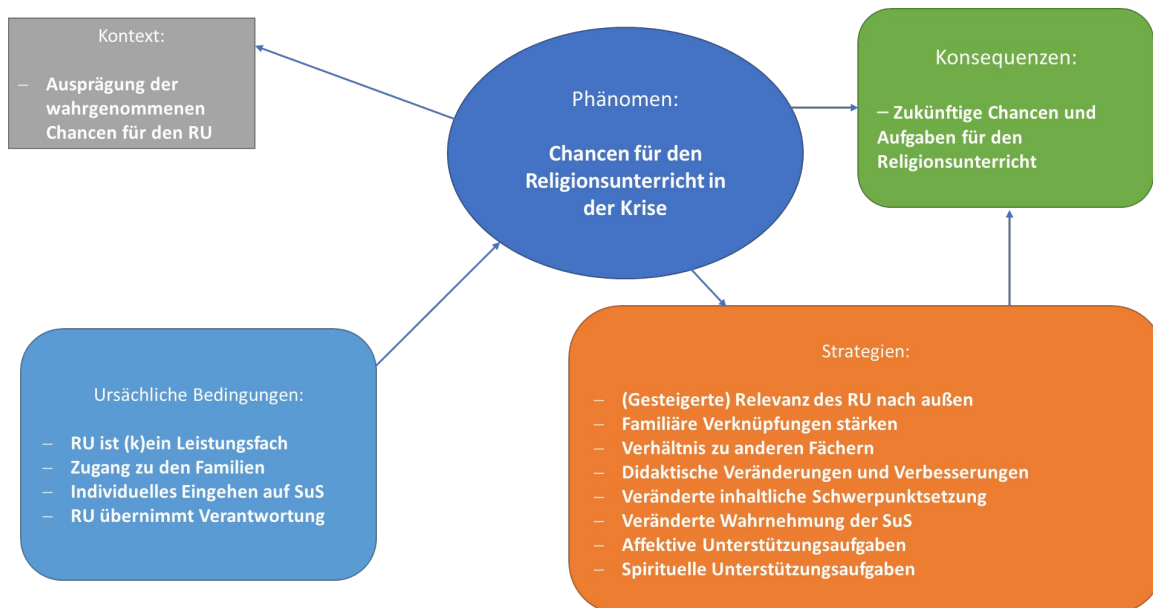 Kontext:
– Ausprägung der
wahrgenommenen
Chancen für den RU
Phänomen:
Chancen für den
Religionsunterricht in
der Krise
Konsequenzen:
– Zukünftige Chancen und
Aufgaben für den
Religionsunterricht
Ursächliche Bedingungen:
– RU ist (k)ein Leistungsfach
– Zugang zu den Familien
– Individuelles Eingehen auf SuS
– RU übernimmt Verantwortung
Strategien:
– (Gesteigerte) Relevanz des RU nach außen
– Familiäre Verknüpfungen stärken
– Verhältnis zu anderen Fächern
– Didaktische Veränderungen und Verbesserungen
– Veränderte inhaltliche Schwerpunktsetzung
– Veränderte Wahrnehmung der SuS
– Affektive Unterstützungsaufgaben
– Spirituelle Unterstützungsaufgaben